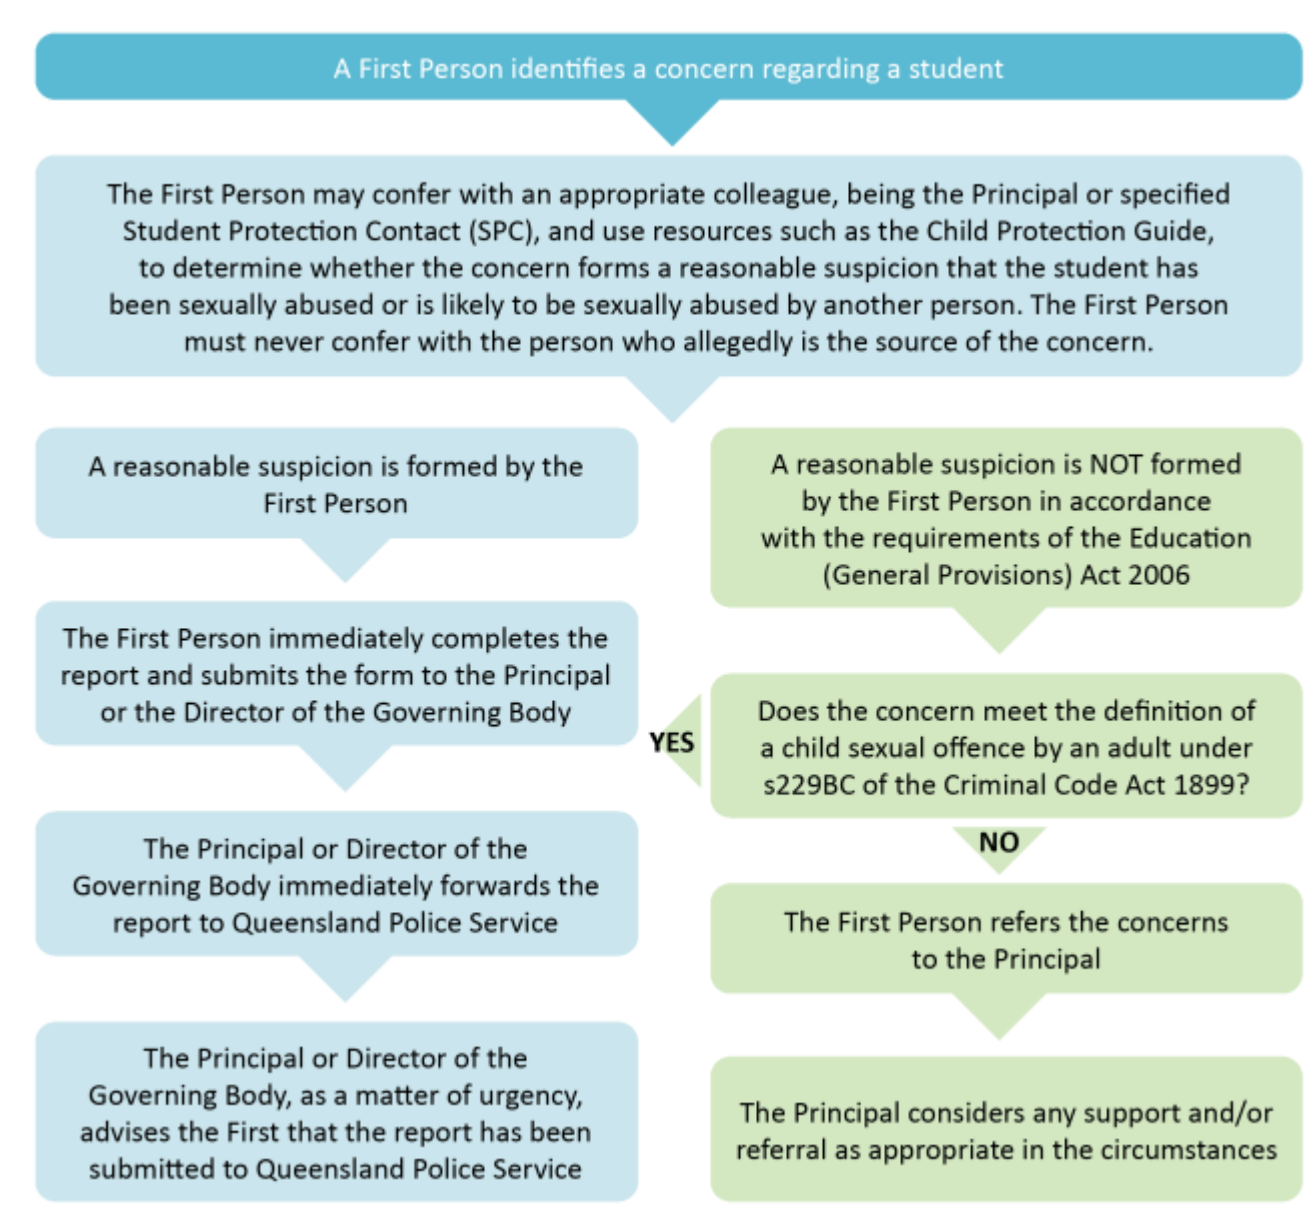 A First Person identifies a concern regarding a student
The First Person may confer with an appropriate colleague, being the Principal or specified
Student Protection Contact (SPC), and use resources such as the Child Protection Guide,
to determine whether the concern forms a reasonable suspicion that the student has
been sexually abused or is likely to be sexually abused by another person. The First Person
must never confer with the person who allegedly is the source of the concern.
A reasonable suspicion is formed by the
First Person
The First Person immediately completes the
report and submits the form to the Principal
or the Director of the Governing Body
The Principal or Director of the
Governing Body immediately forwards the
report to Queensland Police Service
The Principal or Director of the
Governing Body, as a matter of urgency,
advises the First that the report has been
submitted to Queensland Police Service
A reasonable suspicion is NOT formed
by the First Person in accordance
with the requirements of the Education
(General Provisions) Act 2006
Does the concern meet the definition of
a child sexual offence by an adult under
s229BC of the Criminal Code Act 1899?
YES
NO
The First Person refers the concerns
to the Principal
The Principal considers any support and/or
referral as appropriate in the circumstances